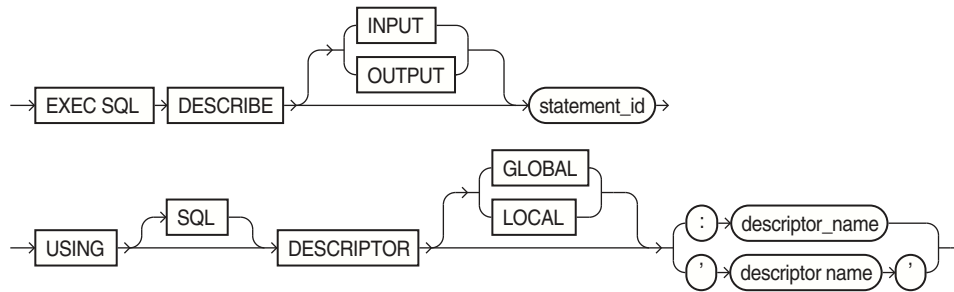 INPUT
OUTPUT
EXEC SQL DESCRIBE statement_id
GLOBAL
SQL LOCAL
USING DESCRIPTOR : descriptor_name
' descriptor name '